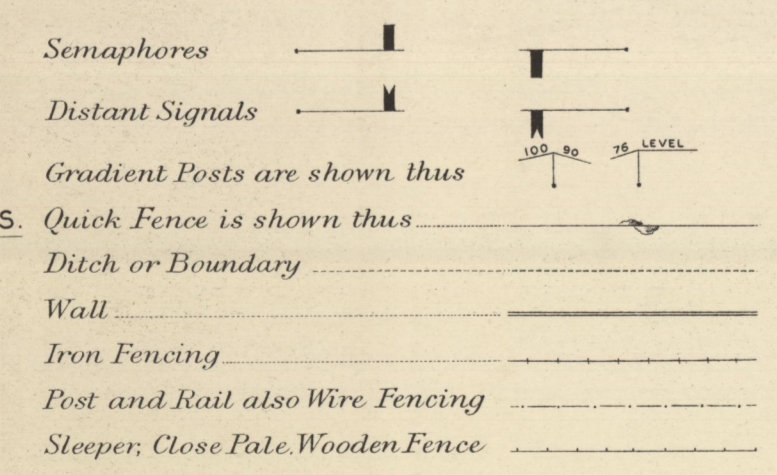 Semaphores
Distant Signals
Gradient Posts are shown thus 100 90 76 LEVEL
S. Quick Fence is shown thus
Ditch or Boundary
Wall
Iron Fencing
Post and Rail also Wire Fencing
Sleeper, Close Pale. Wooden Fence